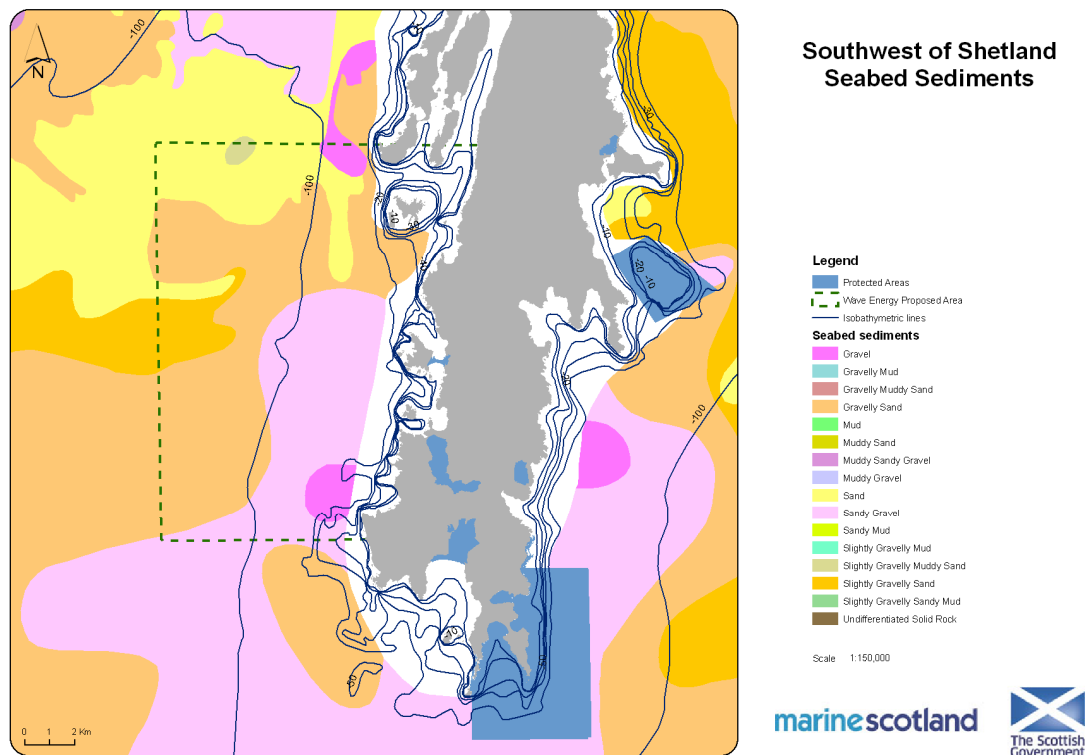 Southwest of Shetland
Seabed Sediments
N
-100
-30
-100
-20
-10
-30
-10
-20
-10
-40
-20
-100
-10
-50
0 1 2 Km
Legend
Protected Areas
Wave Energy Proposed Area
Isobathymetric lines
Seabed sediments
Gravel
Gravelly Mud
Gravelly Muddy Sand
Gravelly Sand
Mud
Muddy Sand
Muddy Sandy Gravel
Muddy Gravel
Sand
Sandy Gravel
Sandy Mud
Slightly Gravelly Mud
Slightly Gravelly Muddy Sand
Slightly Gravelly Sand
Slightly Gravelly Sandy Mud
Undifferentiated Solid Rock
Scale 1:150,000
marinescotland
The Scottish
Government